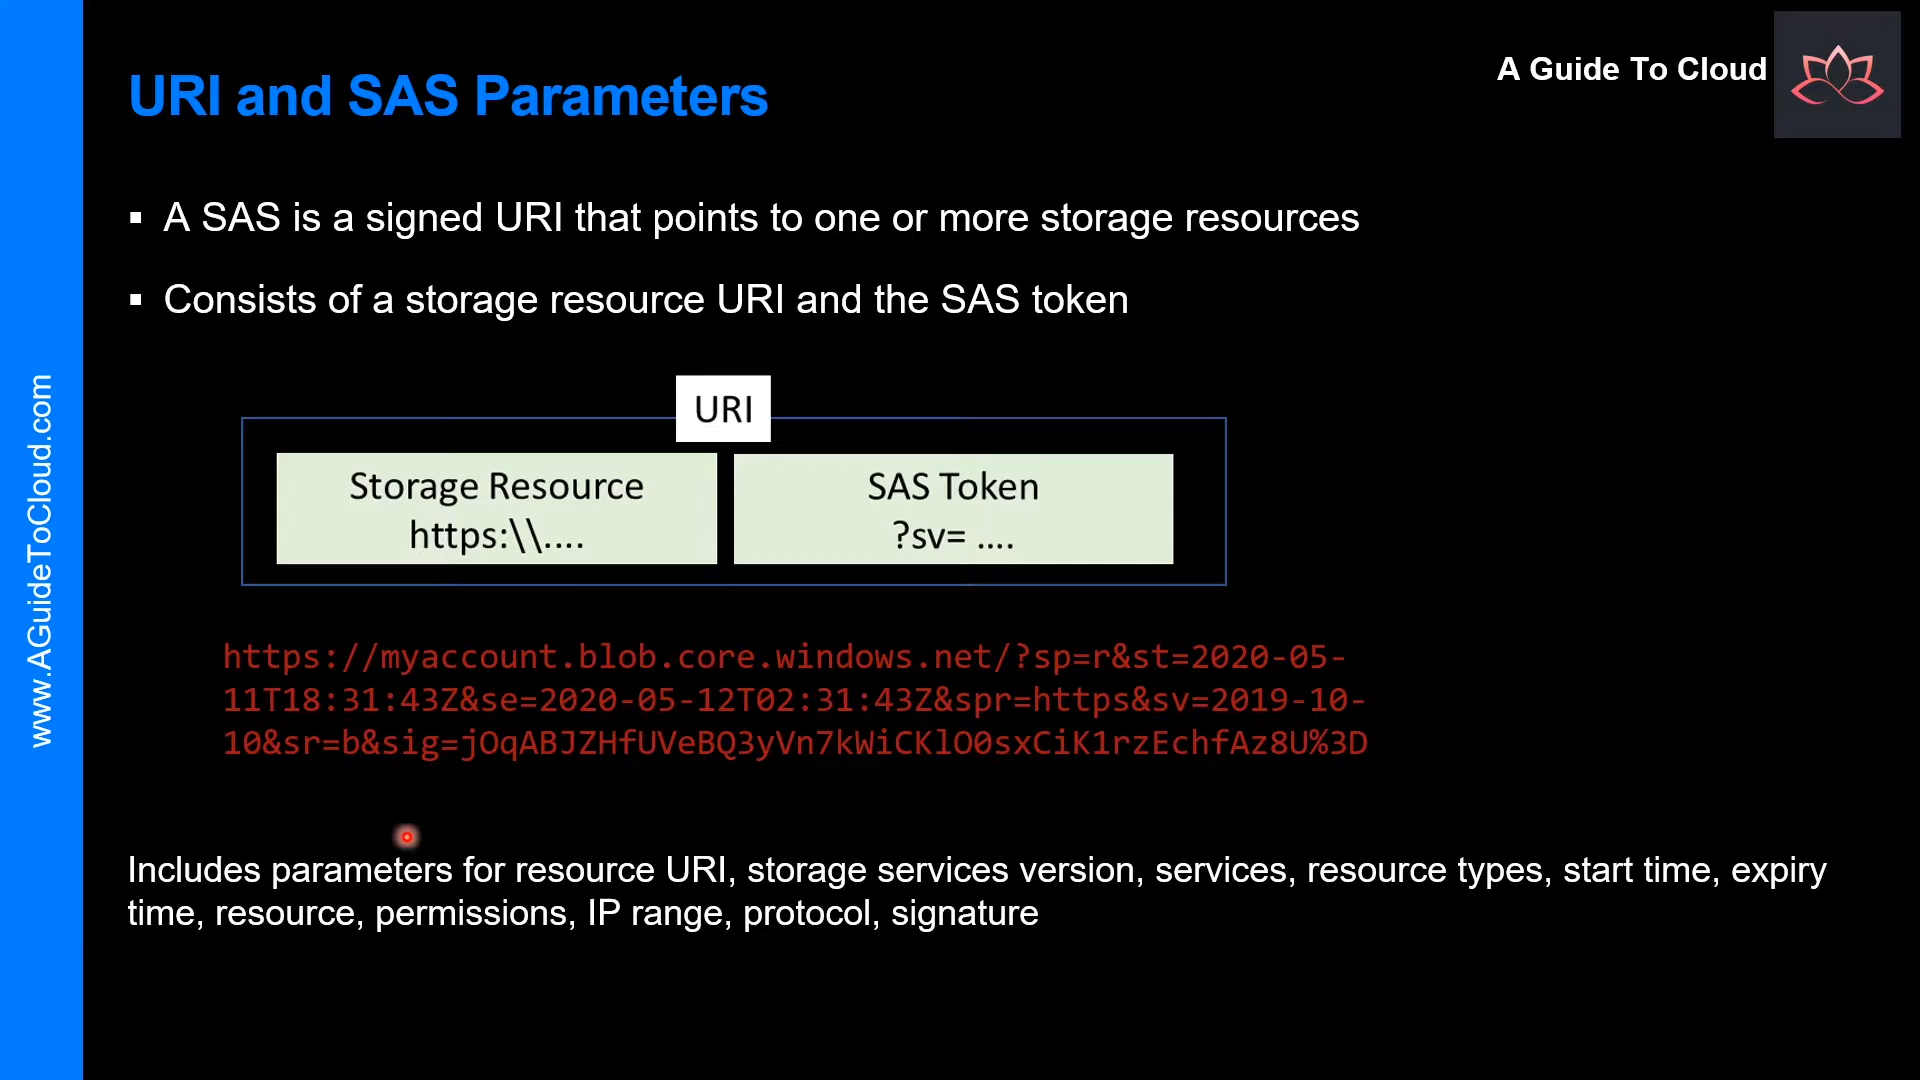 URI and SAS Parameters
A Guide To Cloud
▪ A SAS is a signed URI that points to one or more storage resources
▪ Consists of a storage resource URI and the SAS token
URI
Storage Resource
https:\\....
SAS Token
?sv= ....
https://myaccount.blob.core.windows.net/?sp=r&st=2020-05-
11T18:31:43Z&se=2020-05-12T02:31:43Z&spr=https&sv=2019-10-
10&sr=b&sig=jOqABJZHfUVeBQ3yVn7kWiCKlO0sxCiK1rzEchfAz8U%3D
Includes parameters for resource URI, storage services version, services, resource types, start time, expiry
time, resource, permissions, IP range, protocol, signature
www.AGuideToCloud.com